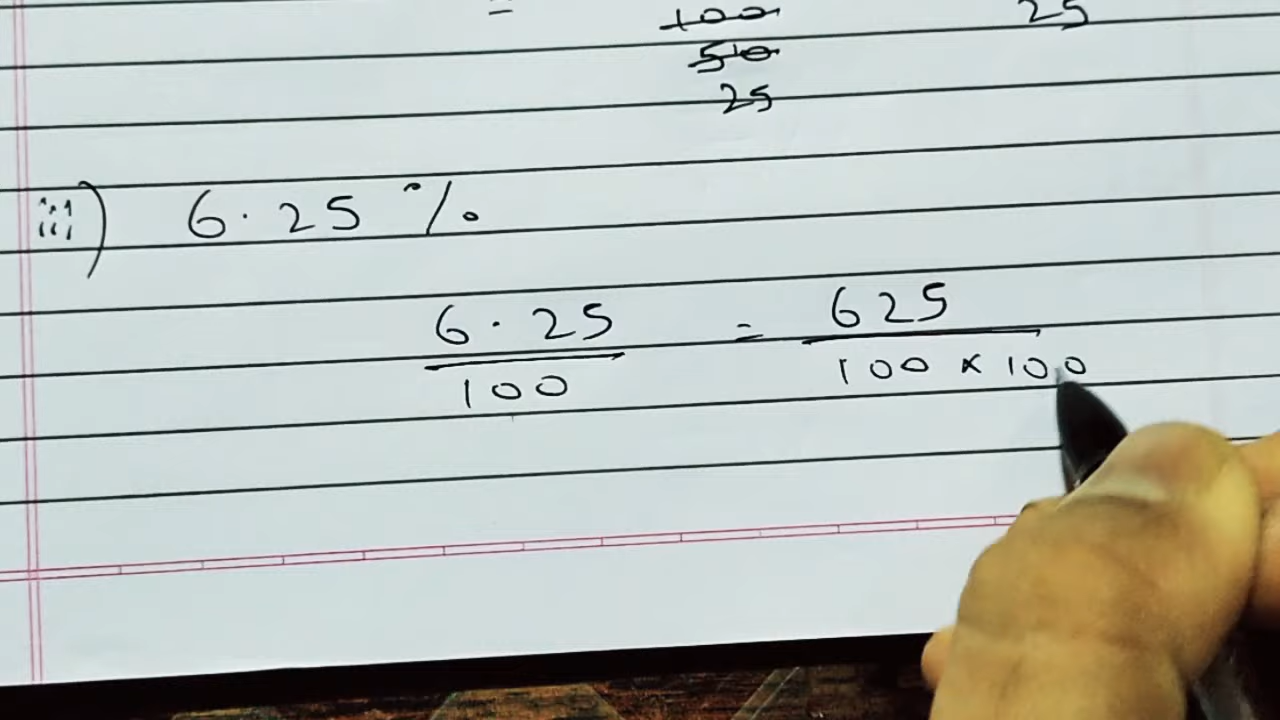 = 100 25
50
25
iii) 6.25 %
6.25 / 100 = 625 / 100 × 100